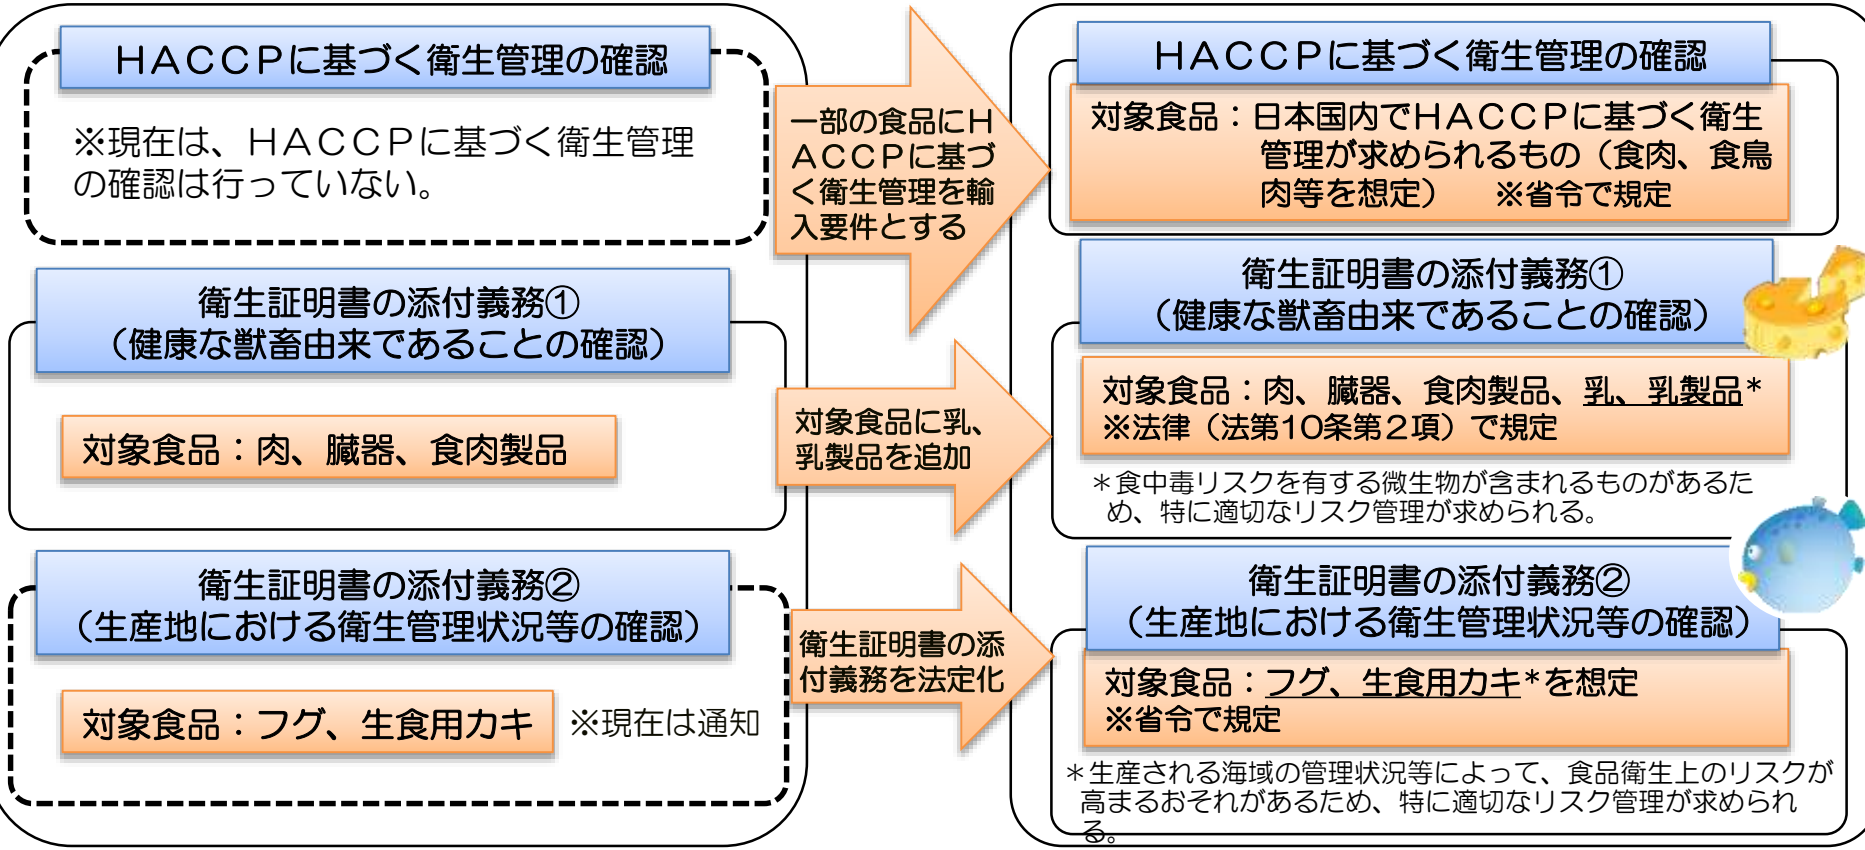 ＨＡＣＣＰに基づく衛生管理の確認
※現在は、ＨＡＣＣＰに基づく衛生管理
の確認は行っていない。
衛生証明書の添付義務①
（健康な獣畜由来であることの確認）
対象食品：肉、臓器、食肉製品
衛生証明書の添付義務②
（生産地における衛生管理状況等の確認）
対象食品：フグ、生食用カキ
※現在は通知
一部の食品にＨ
ＡＣＣＰに基づ
く衛生管理を輸
入要件とする
対象食品に乳、
乳製品を追加
衛生証明書の添
付義務を法定化
ＨＡＣＣＰに基づく衛生管理の確認
対象食品：日本国内でＨＡＣＣＰに基づく衛生
管理が求められるもの（食肉、食鳥
肉等を想定）　※省令で規定
衛生証明書の添付義務①
（健康な獣畜由来であることの確認）
対象食品：肉、臓器、食肉製品、乳、乳製品*
※法律（法第10条第２項）で規定
＊食中毒リスクを有する微生物が含まれるものがあるた
め、特に適切なリスク管理が求められる。
衛生証明書の添付義務②
（生産地における衛生管理状況等の確認）
対象食品：フグ、生食用カキ*を想定
※省令で規定
＊生産される海域の管理状況等によって、食品衛生上のリスクが
高まるおそれがあるため、特に適切なリスク管理が求められ
る。